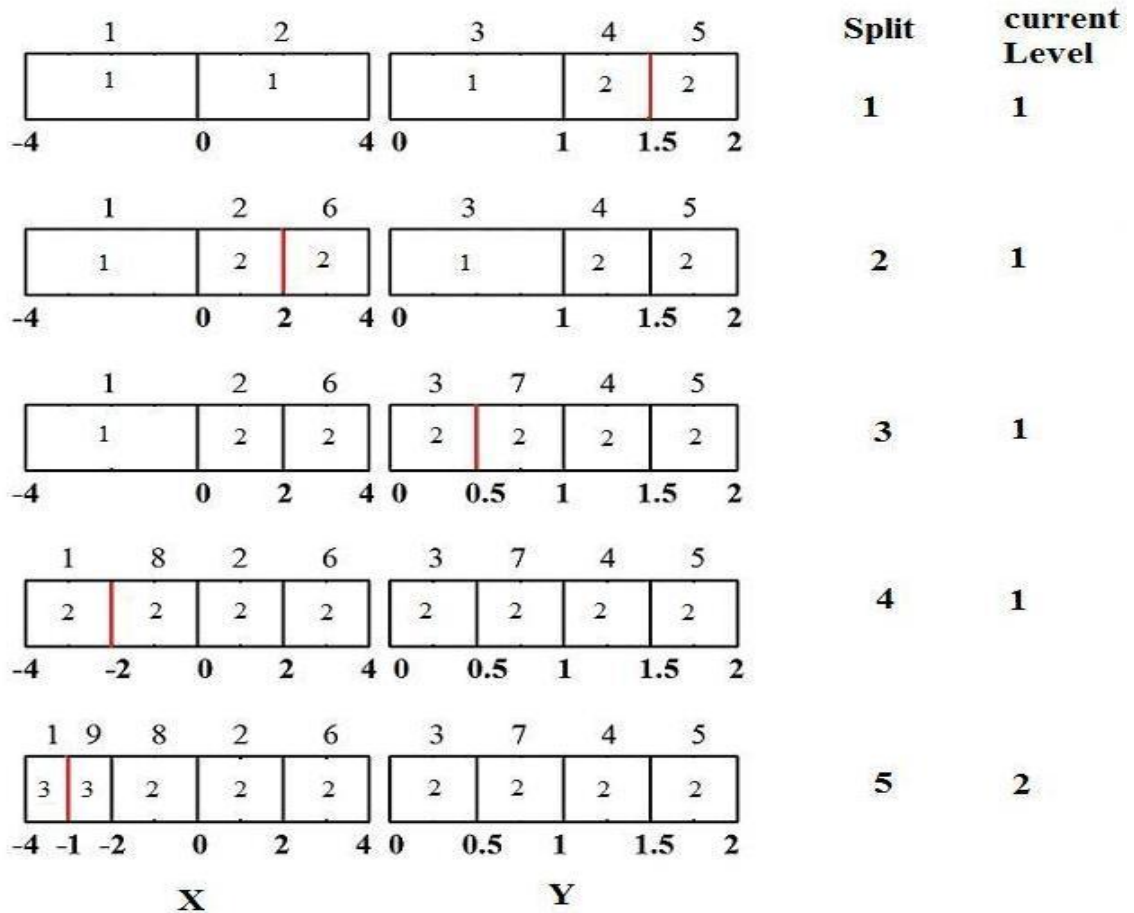 1 2 3 4 5 Split current Level
1 1 1 2 2 1 1
-4 0 4 0 1 1.5 2
1 2 6 3 4 5
1 2 2 1 2 2 2 1
-4 0 2 4 0 1 1.5 2
1 2 6 3 7 4 5
1 2 2 2 2 2 2 3 1
-4 0 2 4 0 0.5 1 1.5 2
1 8 2 6 3 7 4 5
2 2 2 2 2 2 2 2 4 1
-4 -2 0 2 4 0 0.5 1 1.5 2
1 9 8 2 6 3 7 4 5
3 3 2 2 2 2 2 2 2 5 2
-4 -1 -2 0 2 4 0 0.5 1 1.5 2
X Y